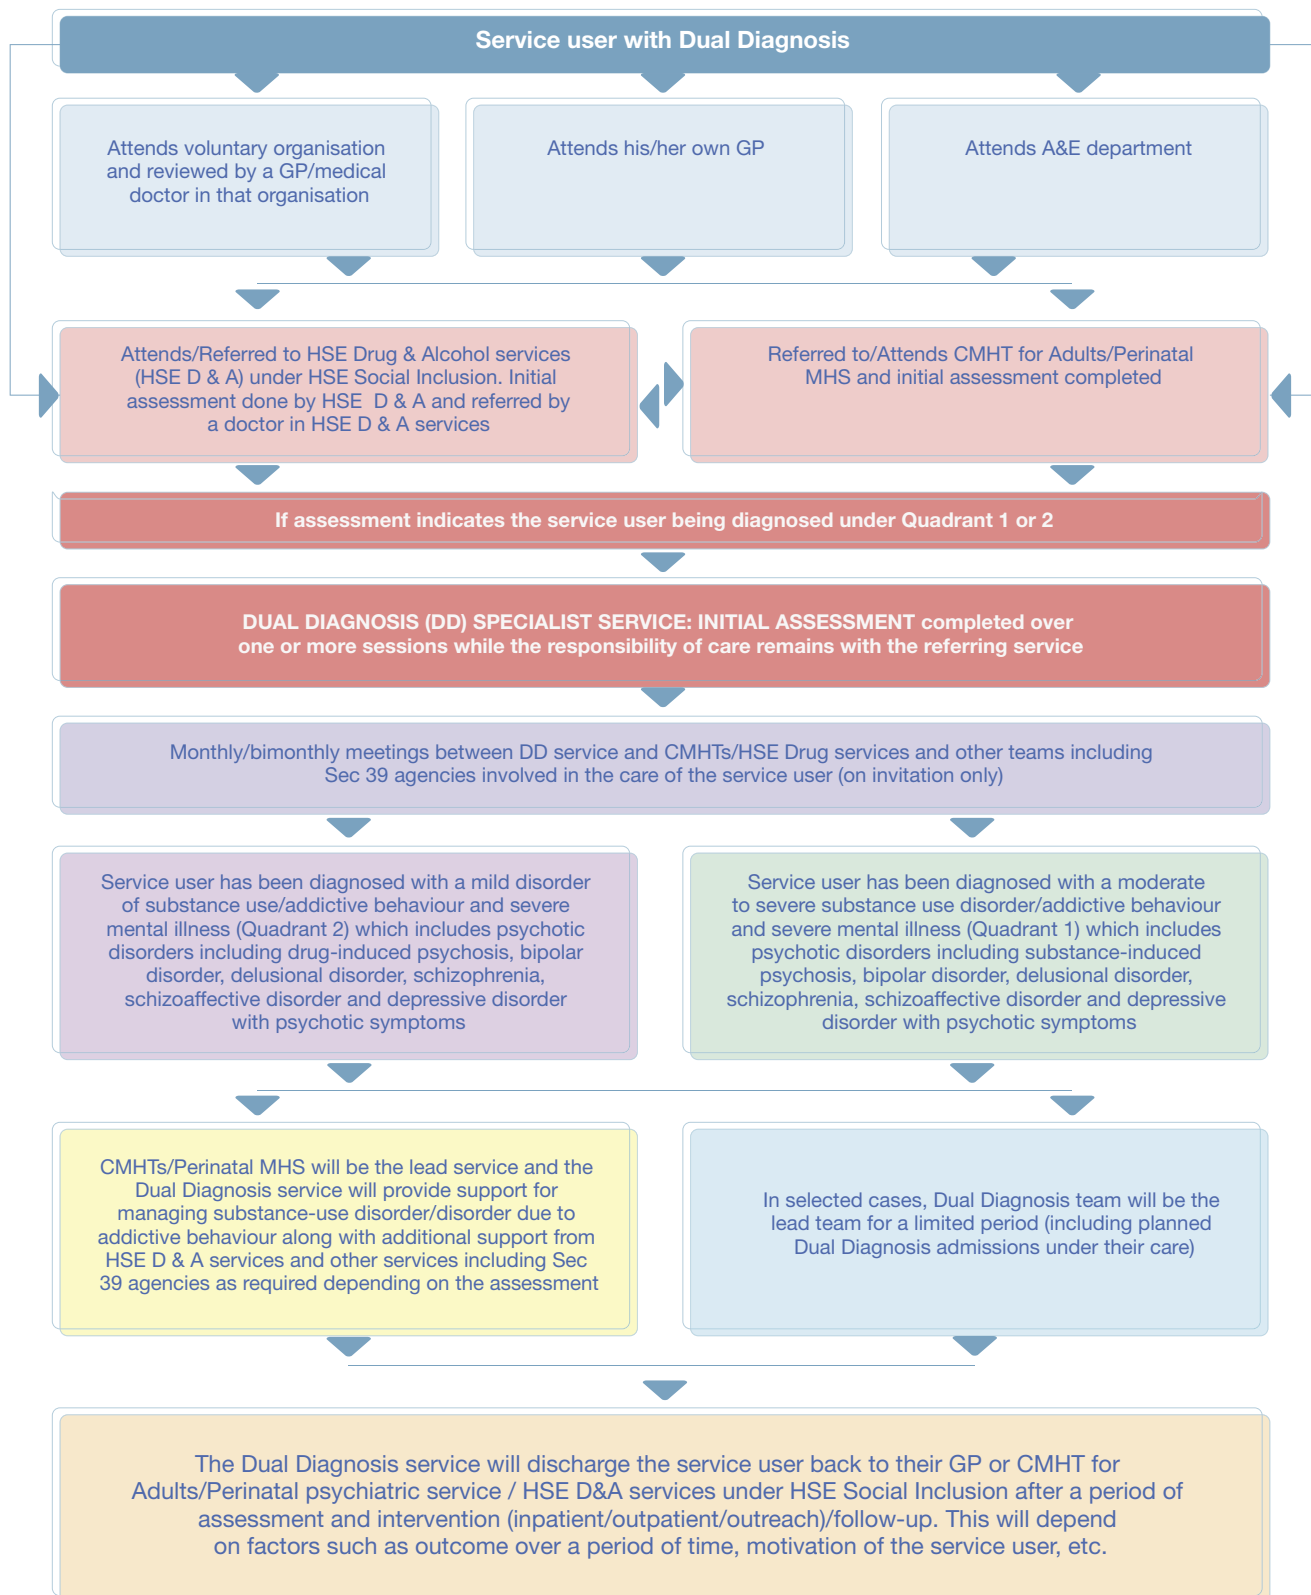 Service user with Dual Diagnosis
Attends voluntary organisation
and reviewed by a GP/medical
doctor in that organisation
Attends his/her own GP
Attends A&E department
Attends/Referred to HSE Drug & Alcohol services
(HSE D & A) under HSE Social Inclusion. Initial
assessment done by HSE D & A and referred by
a doctor in HSE D & A services
Referred to/Attends CMHT for Adults/Perinatal
MHS and initial assessment completed
If assessment indicates the service user being diagnosed under Quadrant 1 or 2
DUAL DIAGNOSIS (DD) SPECIALIST SERVICE: INITIAL ASSESSMENT completed over
one or more sessions while the responsibility of care remains with the referring service
Monthly/bimonthly meetings between DD service and CMHTs/HSE Drug services and other teams including
Sec 39 agencies involved in the care of the service user (on invitation only)
Service user has been diagnosed with a mild disorder
of substance use/addictive behaviour and severe
mental illness (Quadrant 2) which includes psychotic
disorders including drug-induced psychosis, bipolar
disorder, delusional disorder, schizophrenia,
schizoaffective disorder and depressive disorder
with psychotic symptoms
Service user has been diagnosed with a moderate
to severe substance use disorder/addictive behaviour
and severe mental illness (Quadrant 1) which includes
psychotic disorders including substance-induced
psychosis, bipolar disorder, delusional disorder,
schizophrenia, schizoaffective disorder and depressive
disorder with psychotic symptoms
CMHTs/Perinatal MHS will be the lead service and the
Dual Diagnosis service will provide support for
managing substance-use disorder/disorder due to
addictive behaviour along with additional support from
HSE D & A services and other services including Sec
39 agencies as required depending on the assessment
In selected cases, Dual Diagnosis team will be the
lead team for a limited period (including planned
Dual Diagnosis admissions under their care)
The Dual Diagnosis service will discharge the service user back to their GP or CMHT for
Adults/Perinatal psychiatric service / HSE D&A services under HSE Social Inclusion after a period of
assessment and intervention (inpatient/outpatient/outreach)/follow-up. This will depend
on factors such as outcome over a period of time, motivation of the service user, etc.